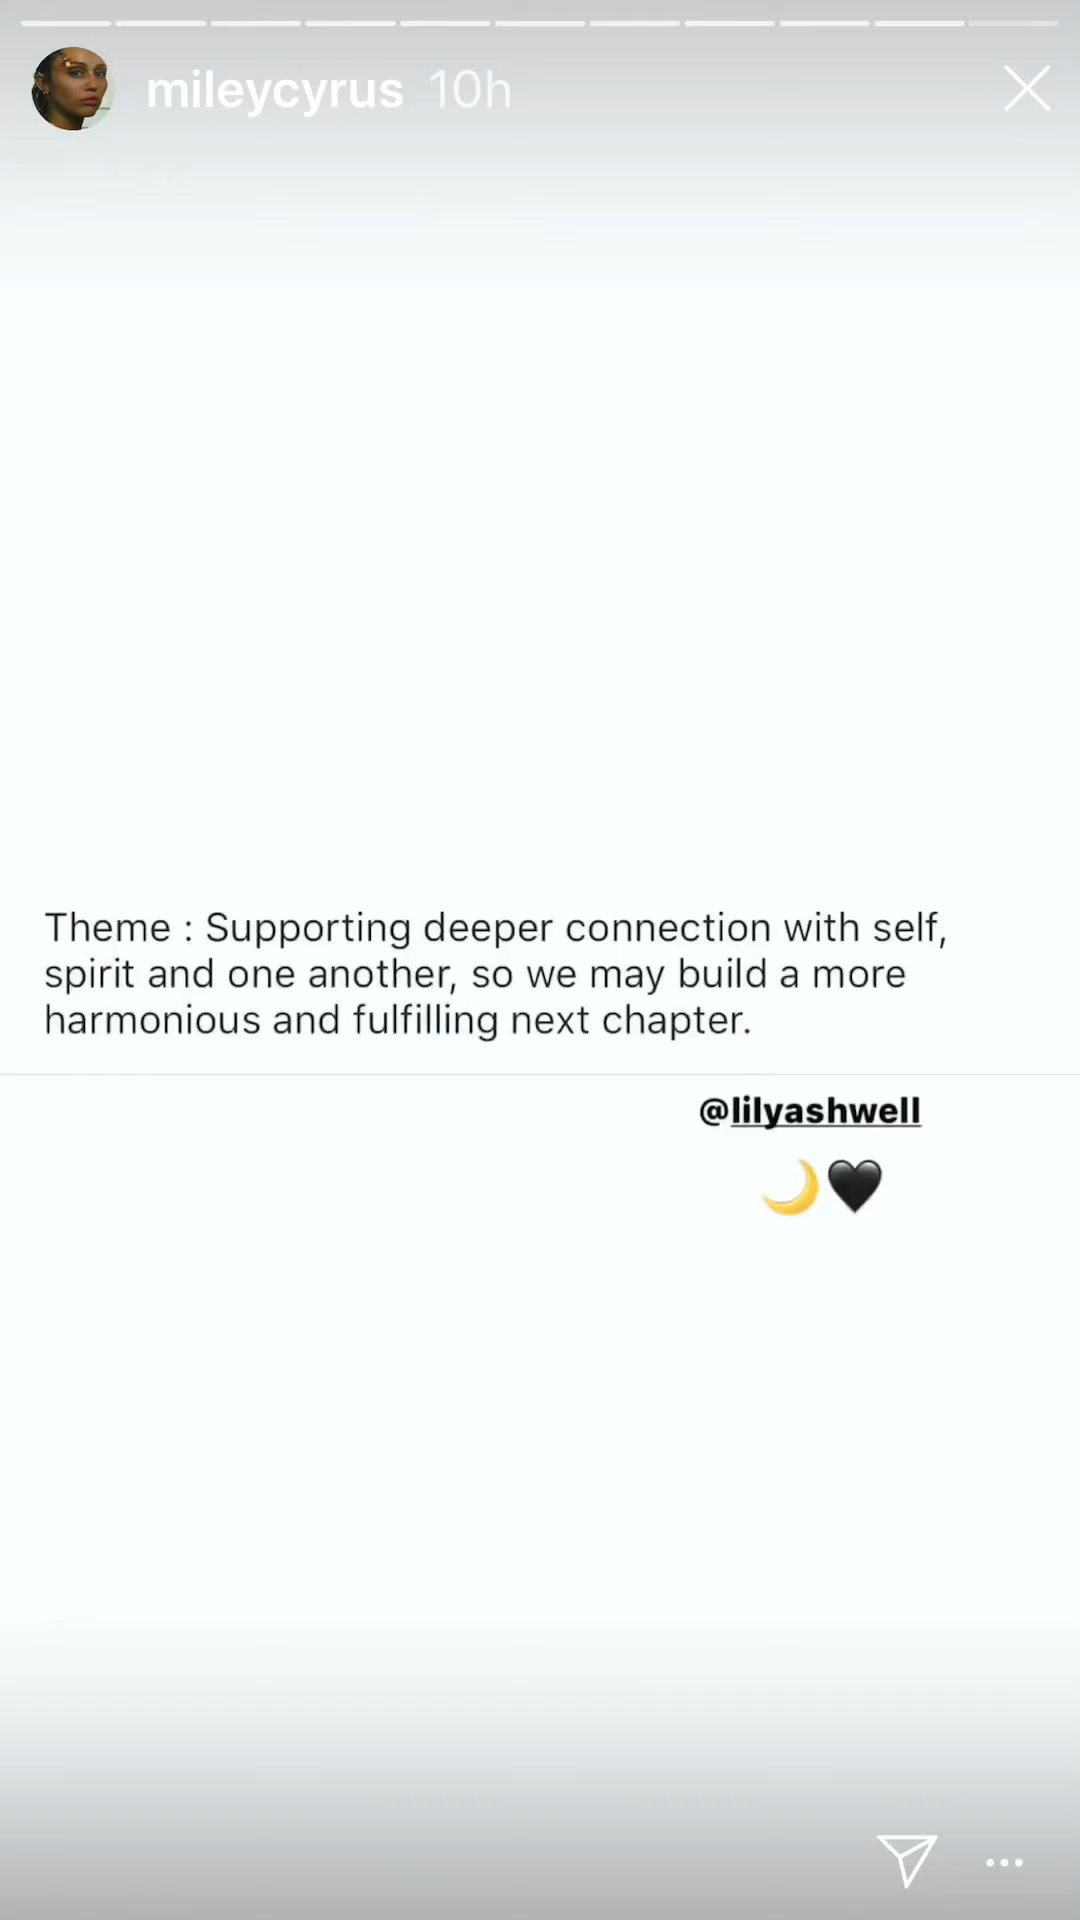 mileycyrus 10h
Theme : Supporting deeper connection with self,
spirit and one another, so we may build a more
harmonious and fulfilling next chapter.
@lilyashwell
🌙🖤